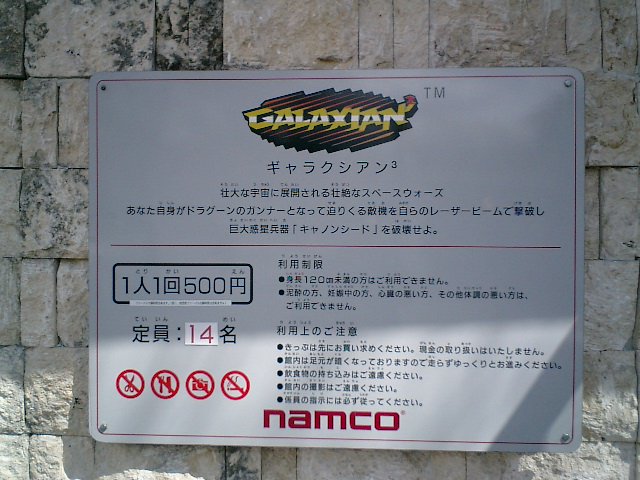 GALAXIAN³ TM
ギャラクシアン³
壮大な宇宙に展開される壮絶なスペースウォーズ
あなた自身がドラグーンのガンナーとなって迫りくる敵機を自らのレーザービームで撃破し
巨大惑星兵器「キャノンシード」を破壊せよ。
1人1回500円
定員：14名
利用制限
●身長120cm未満の方はご利用できません。
●泥酔の方、妊娠中の方、心臓の悪い方、その他体調の悪い方は、
ご利用できません。
利用上のご注意
●きっぷは先にお買い求めください。現金の取り扱いはいたしません。
●館内は足元が暗くなっておりますので走らずゆっくりとお進みください。
●飲食物の持ち込みはご遠慮ください。
●館内の撮影はご遠慮ください。
●係員の指示には必ず従ってください。
namco®